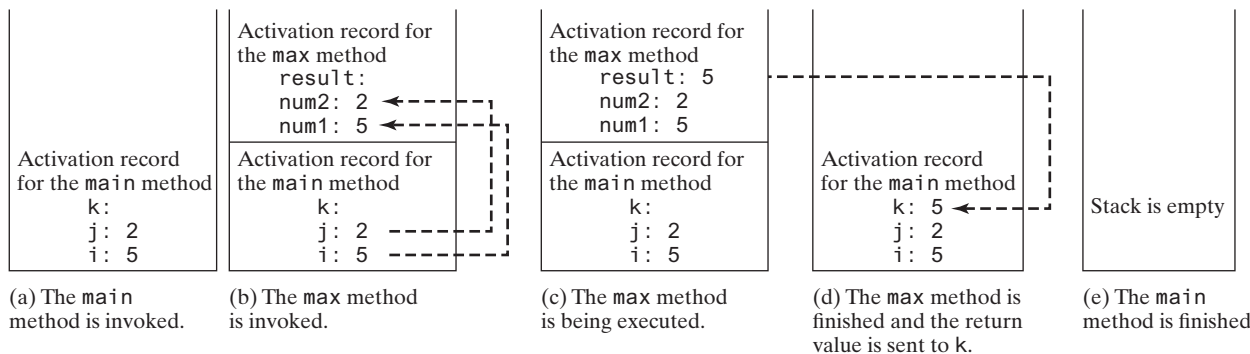 Activation record
for the main method
k:
j: 2
i: 5
(a) The main
method is invoked.
Activation record for
the max method
result:
num2: 2
num1: 5
Activation record for
the main method
k:
j: 2
i: 5
(b) The max method
is invoked.
Activation record for
the max method
result: 5
num2: 2
num1: 5
Activation record for
the main method
k:
j: 2
i: 5
(c) The max method
is being executed.
Activation record
for the main method
k: 5
j: 2
i: 5
(d) The max method is
finished and the return
value is sent to k.
Stack is empty
(e) The main
method is finished